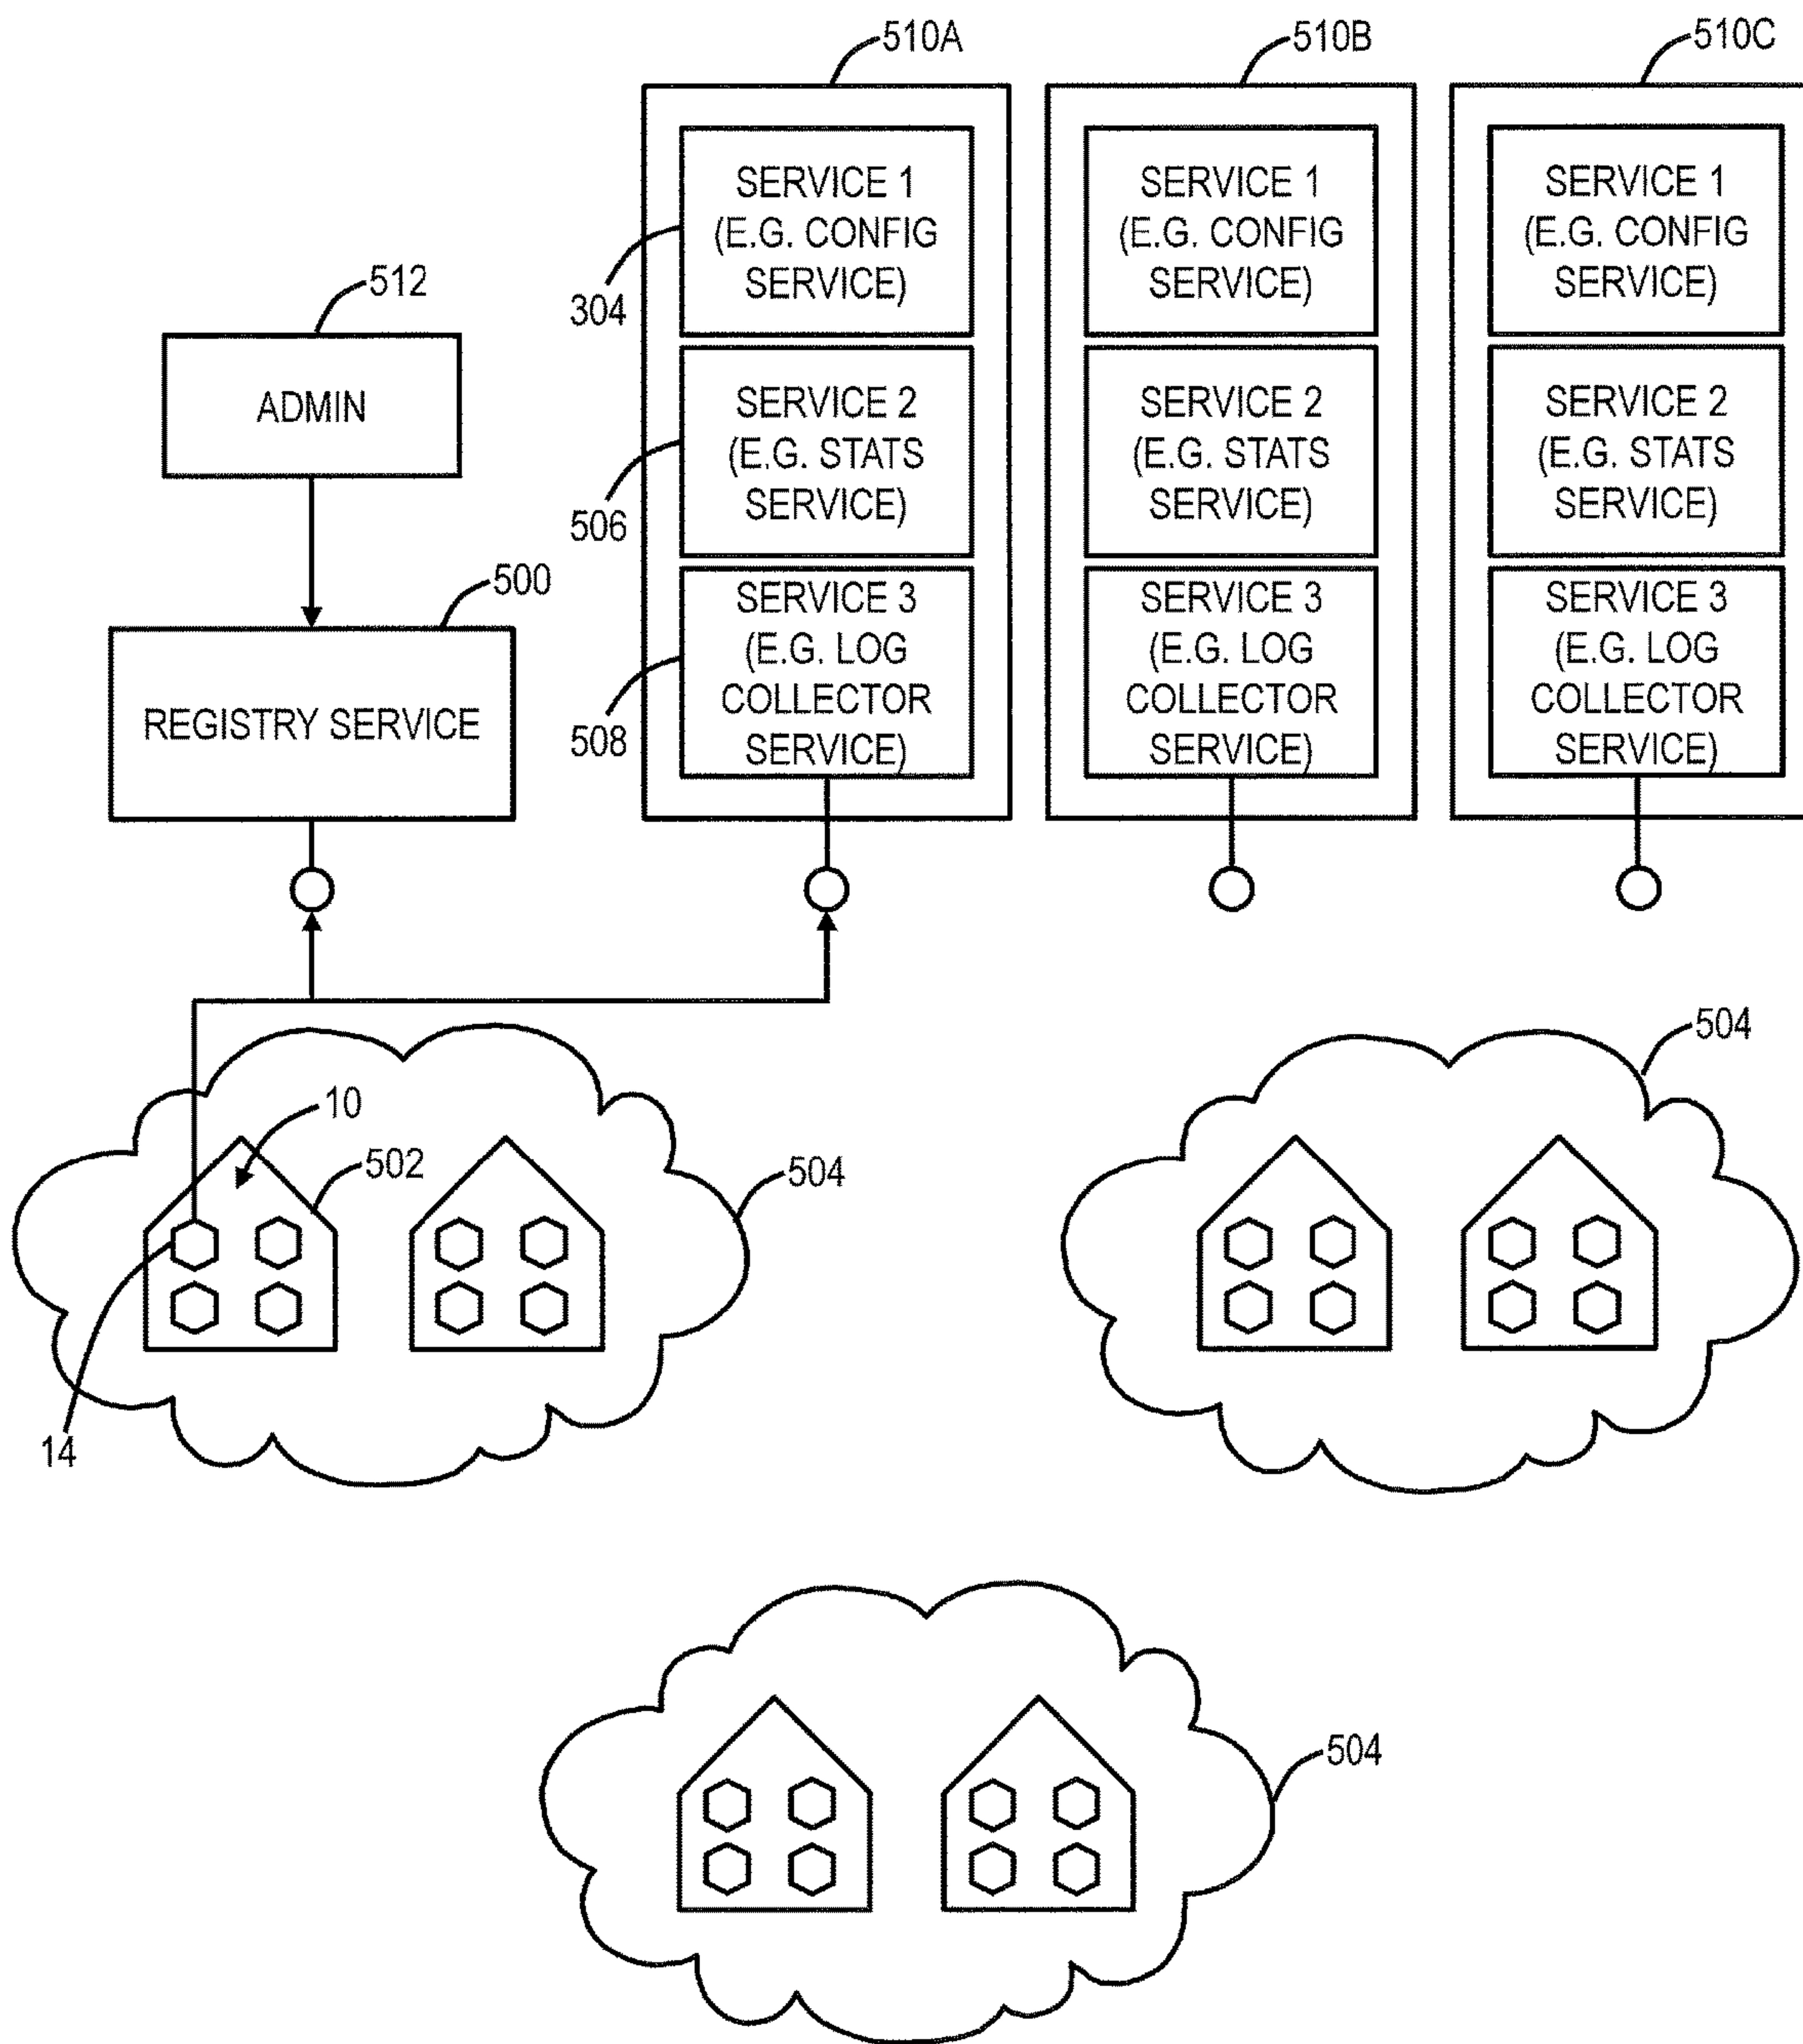 510A
510B
510C
SERVICE 1
(E.G. CONFIG
SERVICE)
304
SERVICE 2
(E.G. STATS
SERVICE)
506
SERVICE 3
(E.G. LOG
COLLECTOR
SERVICE)
508
SERVICE 1
(E.G. CONFIG
SERVICE)
SERVICE 2
(E.G. STATS
SERVICE)
SERVICE 3
(E.G. LOG
COLLECTOR
SERVICE)
SERVICE 1
(E.G. CONFIG
SERVICE)
SERVICE 2
(E.G. STATS
SERVICE)
SERVICE 3
(E.G. LOG
COLLECTOR
SERVICE)
512
ADMIN
500
REGISTRY SERVICE
10
502
504
14
504
504